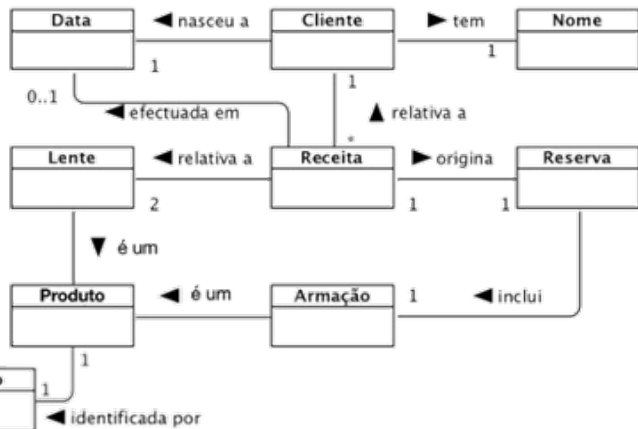 Data ◄ nasceu a Cliente ► tem Nome
1 1
0..1 1
◄ efectuada em ▲ relativa a
*
Lente ◄ relativa a Receita ► origina Reserva
2 1 1
▼ é um
Produto ◄ é um Armação 1 ◄ inclui
1
1
◄ identificada por